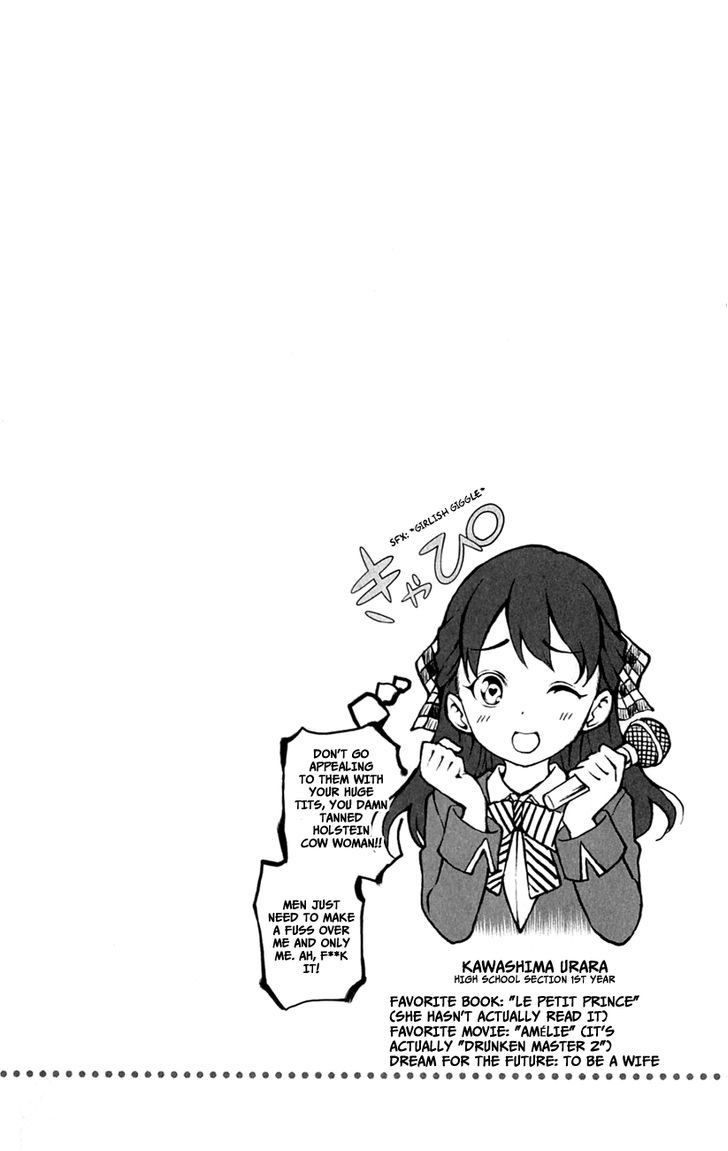 SFX: *GIRLISH GIGGLE*
きゃぴ
DON'T GO
APPEALING
TO THEM WITH
YOUR HUGE
TITS, YOU DAMN
TANNED
HOLSTEIN
COW WOMAN!!
MEN JUST
NEED TO MAKE
A FUSS OVER
ME AND ONLY
ME. AH, F**K
IT!
KAWASHIMA URARA
HIGH SCHOOL SECTION 1ST YEAR
FAVORITE BOOK: "LE PETIT PRINCE"
(SHE HASN'T ACTUALLY READ IT)
FAVORITE MOVIE: "AMÉLIE" (IT'S
ACTUALLY "DRUNKEN MASTER 2")
DREAM FOR THE FUTURE: TO BE A WIFE